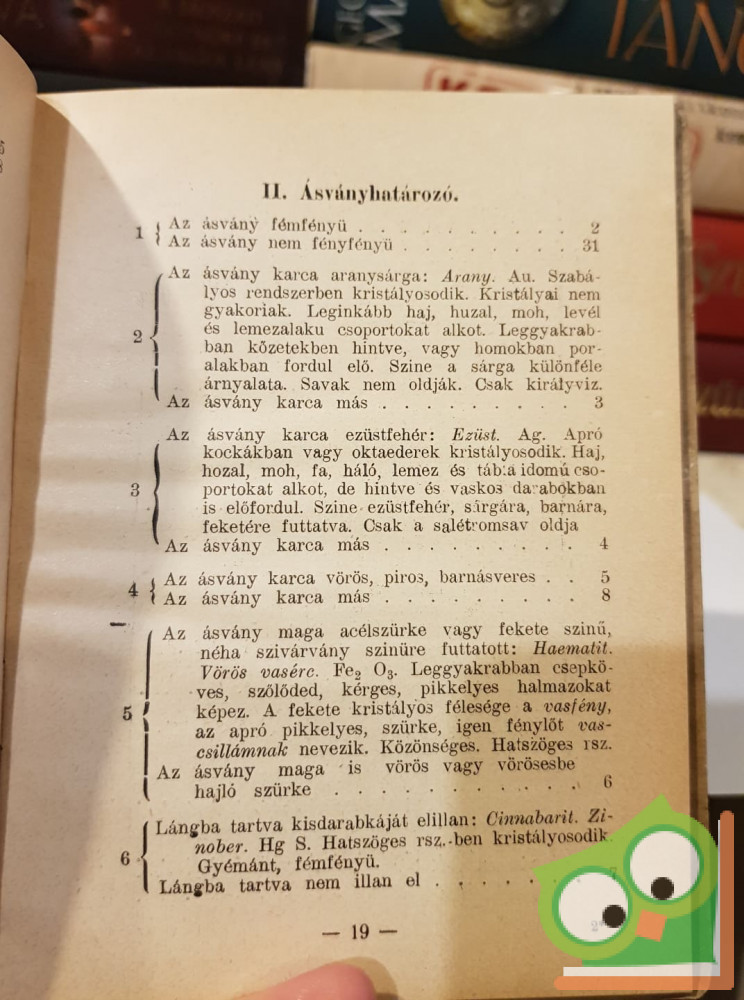 II. Ásványhatározó.
1 Az ásvány fémfényü . . . . . . . . . . 2
Az ásvány nem fényfényü . . . . . . . . 31
Az ásvány karca aranysárga: Arany. Au. Szabá-
lyos rendszerben kristályosodik. Kristályai nem
gyakoriak. Leginkább haj, huzal, moh, levél
és lemezalaku csoportokat alkot. Leggyakrab-
2 ban kőzetekben hintve, vagy homokban por-
alakban fordul elő. Szine a sárga különféle
árnyalata. Savak nem oldják. Csak királyviz.
Az ásvány karca más . . . . . . . . . 3
Az ásvány karca ezüstfehér: Ezüst. Ag. Apró
kockákban vagy oktaederek kristályosodik. Haj,
hozal, moh, fa, háló, lemez és tábla idomú cso-
3 portokat alkot, de hintve és vaskos darabokban
is előfordul. Szine ezüstfehér, sárgára, barnára,
feketére futtatva. Csak a salétromsav oldja
Az ásvány karca más . . . . . . . . . 4
4 Az ásvány karca vörös, piros, barnásveres . . 5
Az ásvány karca más . . . . . . . . . 8
Az ásvány maga acélszürke vagy fekete szinű,
néha szivárvány szinüre futtatott: Haematit.
Vörös vasérc. Fe₂ O₃. Leggyakrabban csepkö-
ves, szőlőded, kérges, pikkelyes halmazokat
5 képez. A fekete kristályos félesége a vasfény,
az apró pikkelyes, szürke, igen fénylőt vas-
csillámnak nevezik. Közönséges. Hatszöges rsz.
Az ásvány maga is vörös vagy vörösesbe
hajló szürke . . . . . . . . . . . 6
Lángba tartva kisdarabkáját elillan: Cinnabarit. Zi-
6 nober. Hg S. Hatszöges rsz.-ben kristályosodik.
Gyémánt, fémfényü.
Lángba tartva nem illan el . . . . . .
— 19 —